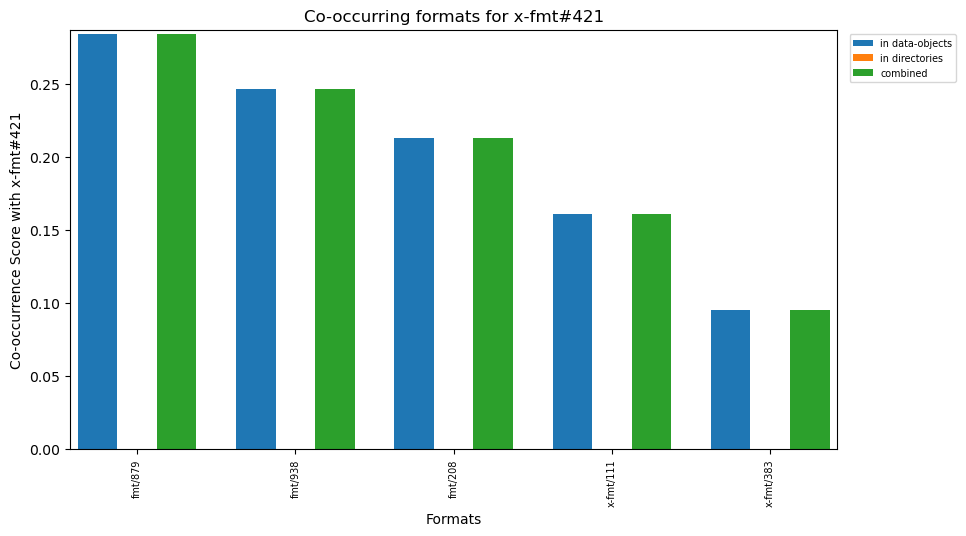 Co-occurring formats for x-fmt#421
in data-objects
in directories
combined
Co-occurrence Score with x-fmt#421
0.25
0.20
0.15
0.10
0.05
0.00
fmt/879
fmt/938
fmt/208
x-fmt/111
x-fmt/383
Formats